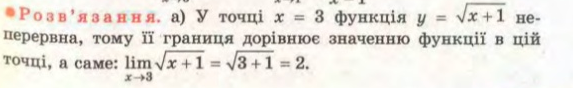 •Розв'язання. а) У точці x = 3 функція y = √(x+1) не-
перервна, тому її границя дорівнює значенню функції в цій
точці, а саме: lim x→3 √(x+1) = √(3+1) = 2.